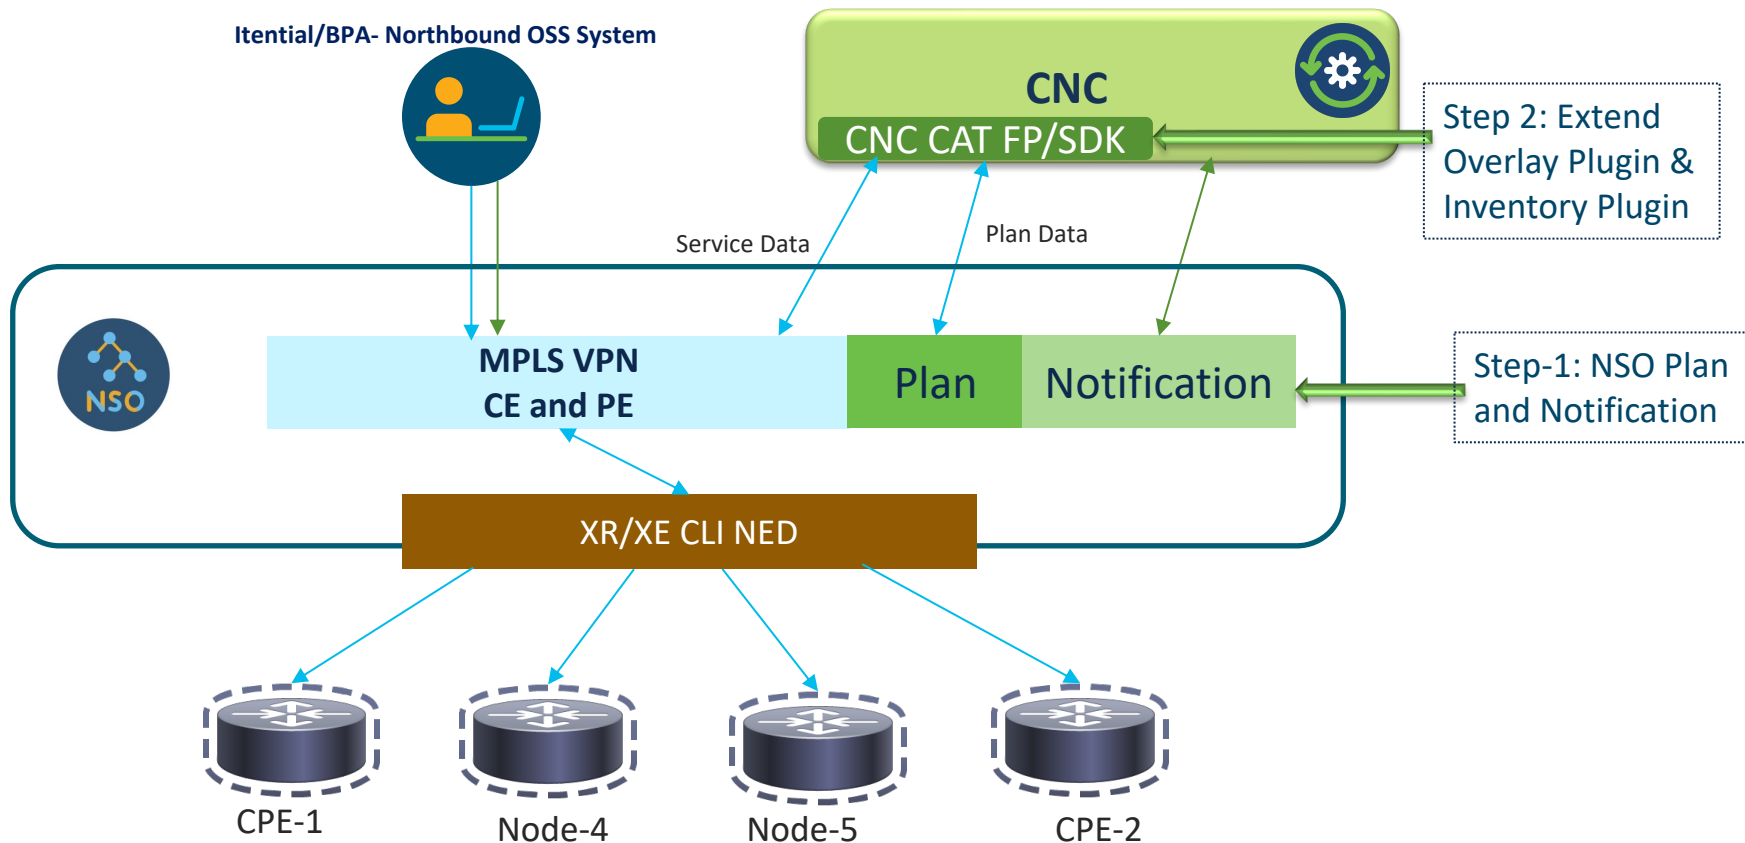 Itential/BPA- Northbound OSS System
CNC
CNC CAT FP/SDK
Step 2: Extend
Overlay Plugin &
Inventory Plugin
Service Data
Plan Data
NSO
MPLS VPN
CE and PE
Plan
Notification
Step-1: NSO Plan
and Notification
XR/XE CLI NED
CPE-1
Node-4
Node-5
CPE-2